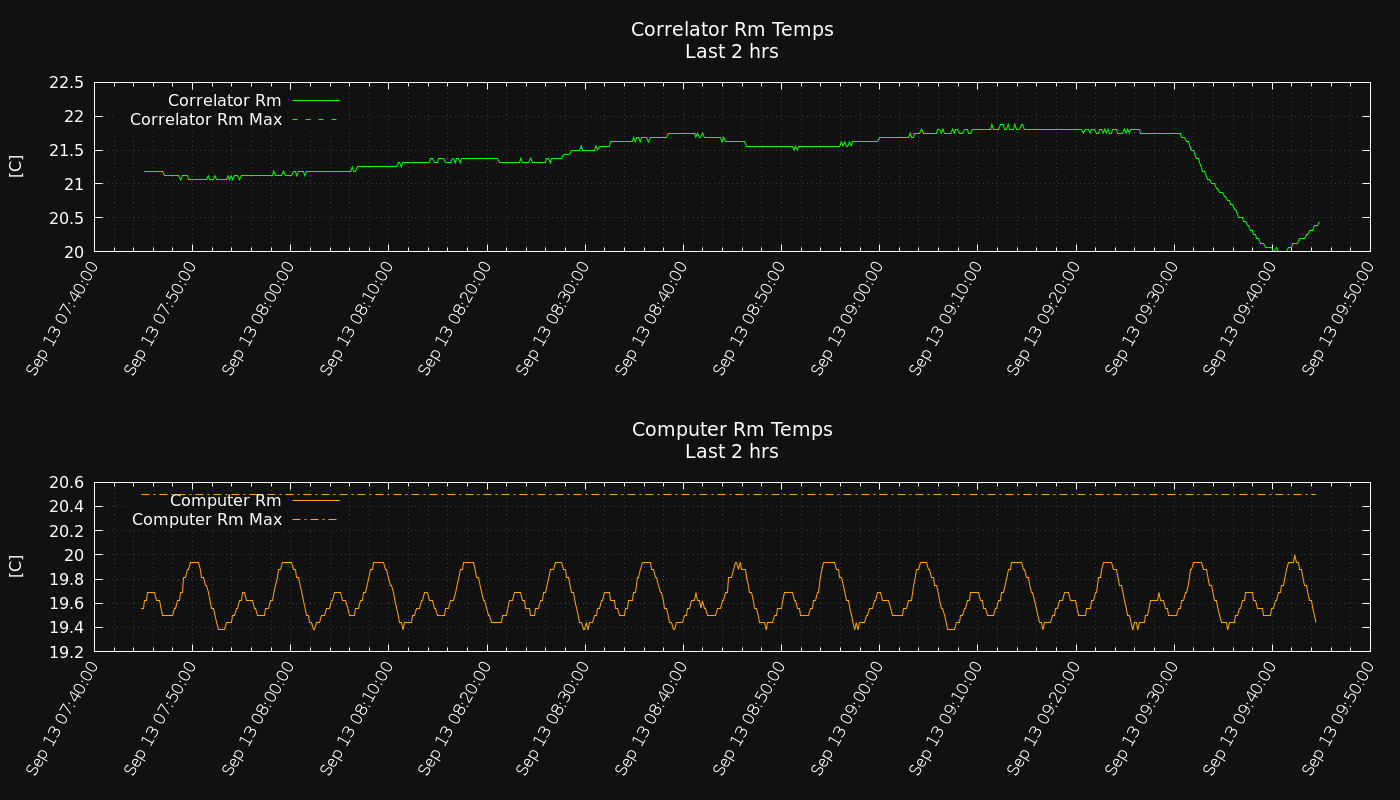 Correlator Rm Temps
Last 2 hrs
22.5
22
21.5
21
20.5
20
[C]
Correlator Rm
Correlator Rm Max
Sep 13 07:40:00
Sep 13 07:50:00
Sep 13 08:00:00
Sep 13 08:10:00
Sep 13 08:20:00
Sep 13 08:30:00
Sep 13 08:40:00
Sep 13 08:50:00
Sep 13 09:00:00
Sep 13 09:10:00
Sep 13 09:20:00
Sep 13 09:30:00
Sep 13 09:40:00
Sep 13 09:50:00
Computer Rm Temps
Last 2 hrs
20.6
20.4
20.2
20
19.8
19.6
19.4
19.2
[C]
Computer Rm
Computer Rm Max
Sep 13 07:40:00
Sep 13 07:50:00
Sep 13 08:00:00
Sep 13 08:10:00
Sep 13 08:20:00
Sep 13 08:30:00
Sep 13 08:40:00
Sep 13 08:50:00
Sep 13 09:00:00
Sep 13 09:10:00
Sep 13 09:20:00
Sep 13 09:30:00
Sep 13 09:40:00
Sep 13 09:50:00